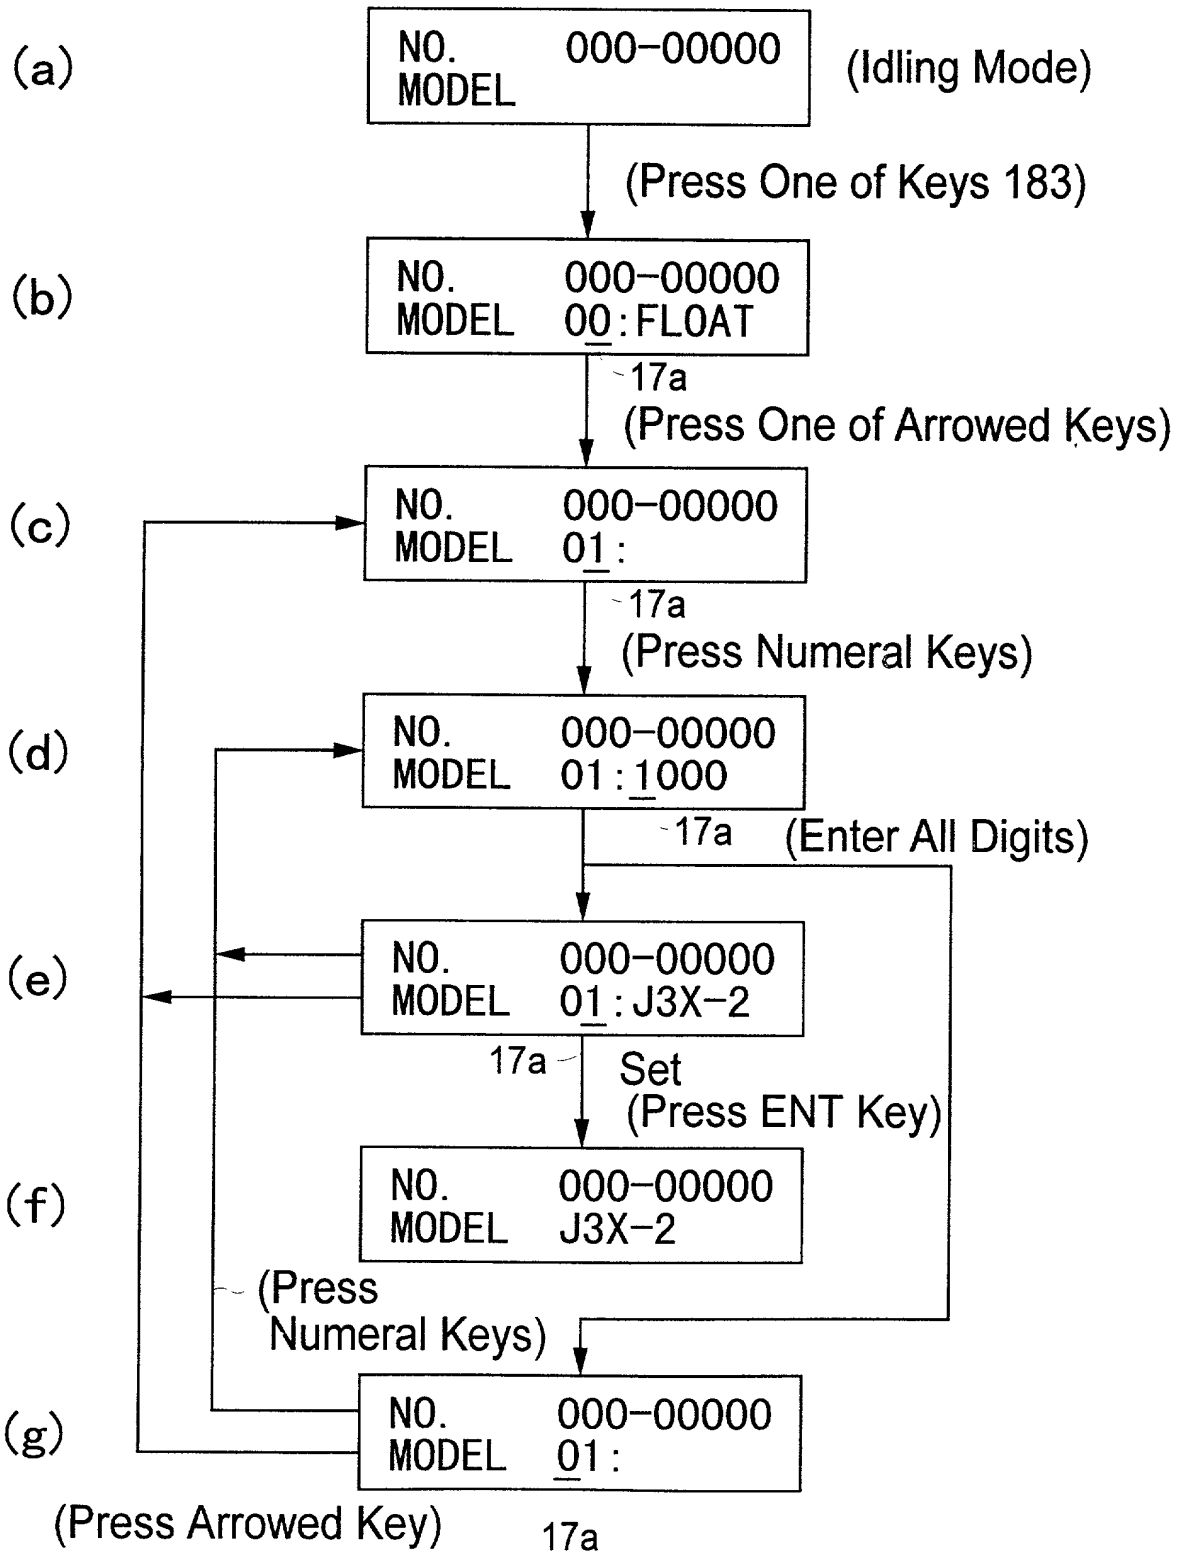 (a)
NO. 000-00000
MODEL
(Idling Mode)
(Press One of Keys 183)
(b)
NO. 000-00000
MODEL 00:FLOAT
17a
(Press One of Arrowed Keys)
(c)
NO. 000-00000
MODEL 01:
17a
(Press Numeral Keys)
(d)
NO. 000-00000
MODEL 01:1000
17a
(Enter All Digits)
(e)
NO. 000-00000
MODEL 01:J3X-2
17a
Set
(Press ENT Key)
(f)
NO. 000-00000
MODEL J3X-2
(Press
Numeral Keys)
(g)
NO. 000-00000
MODEL 01:
(Press Arrowed Key)
17a